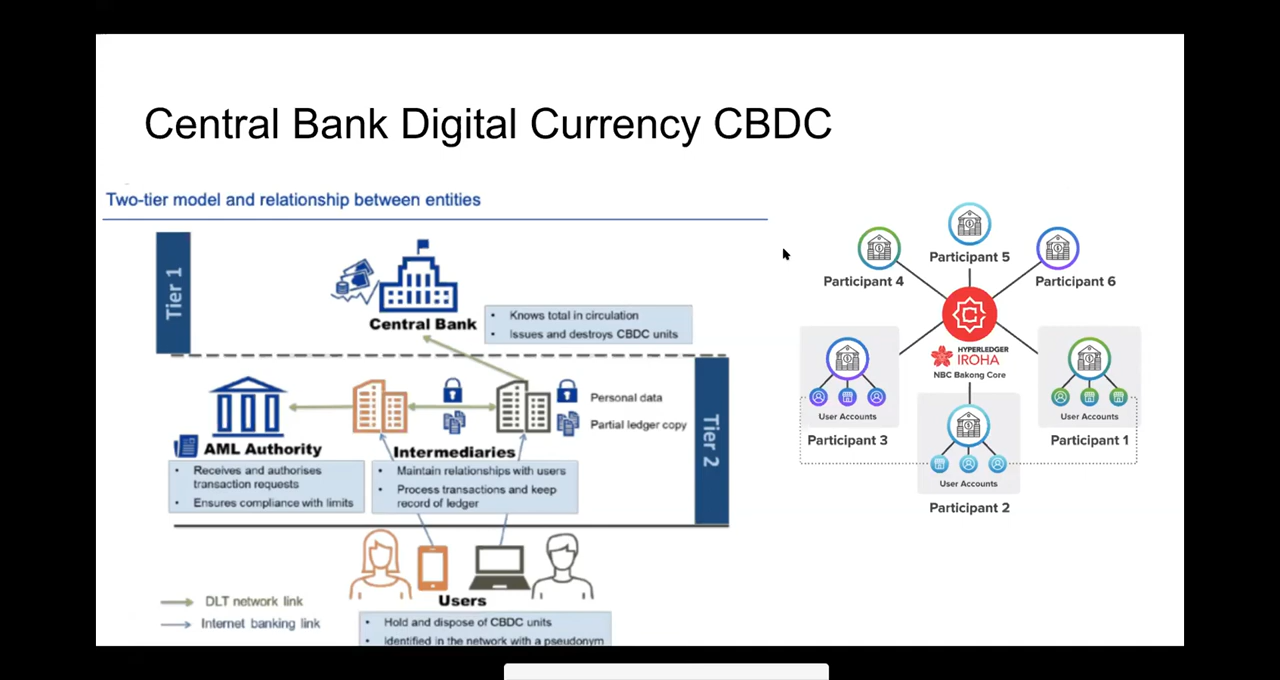 Central Bank Digital Currency CBDC
Two-tier model and relationship between entities
Tier 1
Central Bank
• Knows total in circulation
• Issues and destroys CBDC units
Personal data
Partial ledger copy
Tier 2
AML Authority
• Receives and authorises
transaction requests
• Ensures compliance with limits
Intermediaries
• Maintain relationships with users
• Process transactions and keep
record of ledger
DLT network link
Internet banking link
Users
• Hold and dispose of CBDC units
• Identified in the network with a pseudonym
Participant 5
Participant 4
Participant 6
HYPERLEDGER
IROHA
NBC Bakong Core
User Accounts
Participant 3
User Accounts
Participant 1
User Accounts
Participant 2